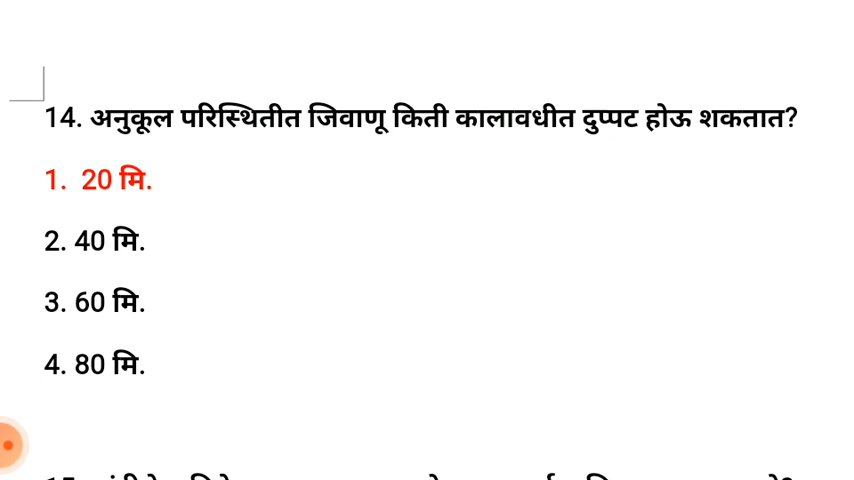 14. अनुकूल परिस्थितीत जिवाणू किती कालावधीत दुप्पट होऊ शकतात?
1. 20 मि.
2. 40 मि.
3. 60 मि.
4. 80 मि.